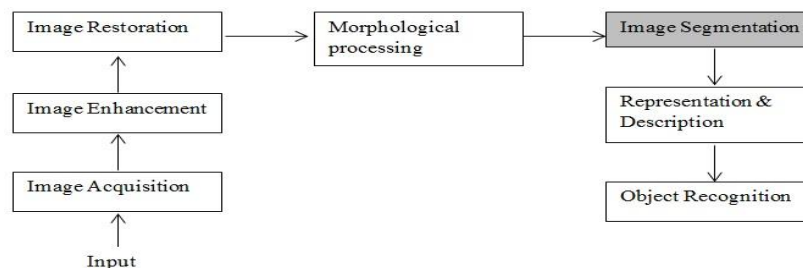 Image Restoration
Morphological
processing
Image Segmentation
Image Enhancement
Representation &
Description
Image Acquisition
Object Recognition
Input